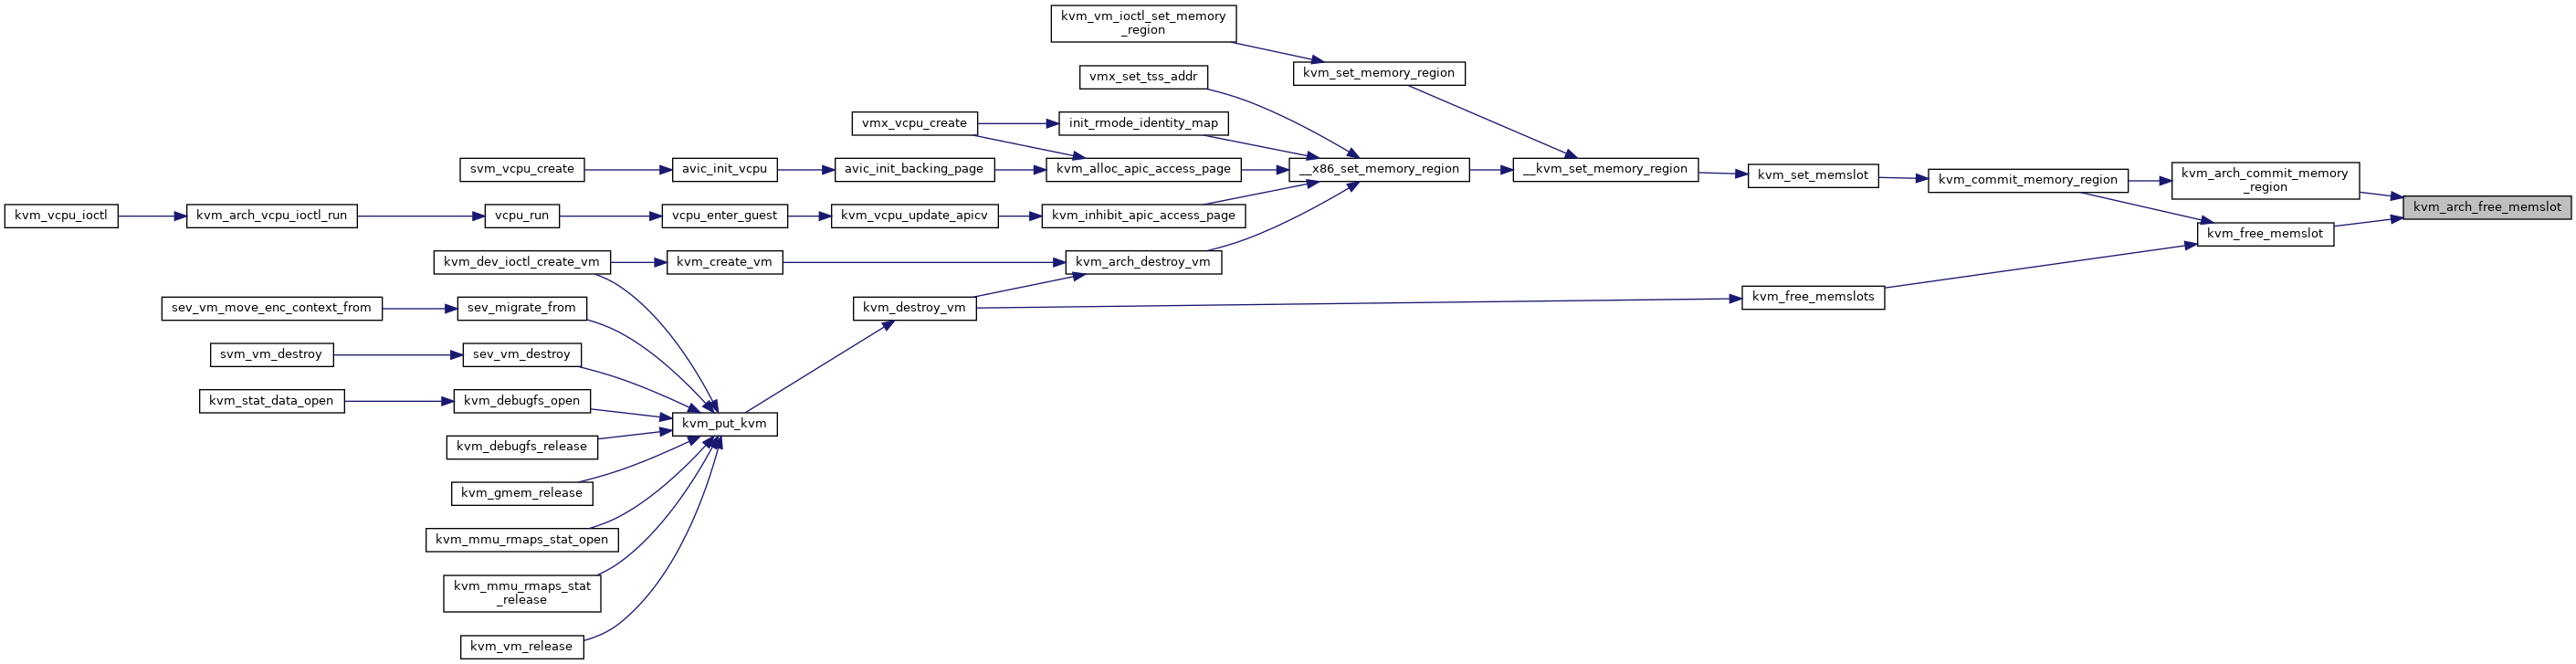 kvm_vm_ioctl_set_memory
_region
kvm_set_memory_region
vmx_set_tss_addr
vmx_vcpu_create
init_rmode_identity_map
svm_vcpu_create
avic_init_vcpu
avic_init_backing_page
kvm_alloc_apic_access_page
__x86_set_memory_region
__kvm_set_memory_region
kvm_set_memslot
kvm_commit_memory_region
kvm_arch_commit_memory
_region
kvm_arch_free_memslot
kvm_vcpu_ioctl
kvm_arch_vcpu_ioctl_run
vcpu_run
vcpu_enter_guest
kvm_vcpu_update_apicv
kvm_inhibit_apic_access_page
kvm_free_memslot
kvm_dev_ioctl_create_vm
kvm_create_vm
kvm_arch_destroy_vm
kvm_free_memslots
sev_vm_move_enc_context_from
sev_migrate_from
kvm_destroy_vm
svm_vm_destroy
sev_vm_destroy
kvm_stat_data_open
kvm_debugfs_open
kvm_put_kvm
kvm_debugfs_release
kvm_gmem_release
kvm_mmu_rmaps_stat_open
kvm_mmu_rmaps_stat
_release
kvm_vm_release